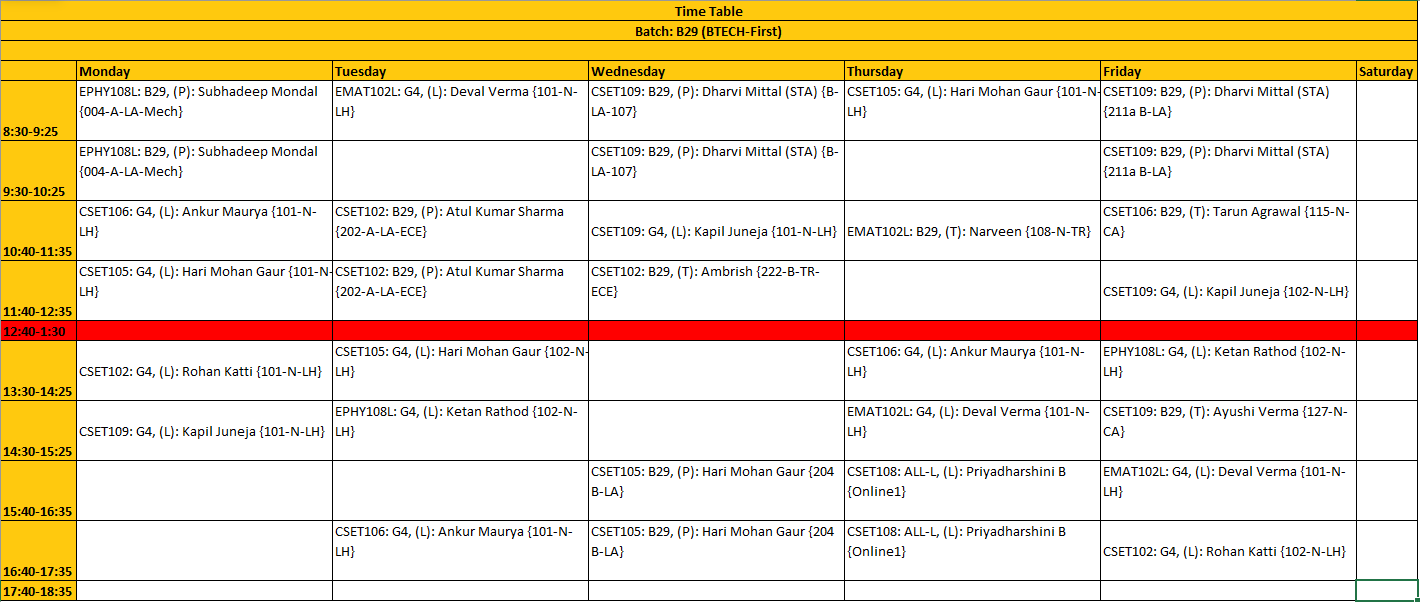 Time Table
Batch: B29 (BTECH-First)
Monday Tuesday Wednesday Thursday Friday Saturday
8:30-9:25
EPHY108L: B29, (P): Subhadeep Mondal
{004-A-LA-Mech}
EMAT102L: G4, (L): Deval Verma {101-N-
LH}
CSET109: B29, (P): Dharvi Mittal (STA) {B-
LA-107}
CSET105: G4, (L): Hari Mohan Gaur {101-N-
LH}
CSET109: B29, (P): Dharvi Mittal (STA)
{211a B-LA}
9:30-10:25
EPHY108L: B29, (P): Subhadeep Mondal
{004-A-LA-Mech}
CSET109: B29, (P): Dharvi Mittal (STA) {B-
LA-107}
CSET109: B29, (P): Dharvi Mittal (STA)
{211a B-LA}
10:40-11:35
CSET106: G4, (L): Ankur Maurya {101-N-
LH}
CSET102: B29, (P): Atul Kumar Sharma
{202-A-LA-ECE}
CSET109: G4, (L): Kapil Juneja {101-N-LH}
EMAT102L: B29, (T): Narveen {108-N-TR}
CSET106: B29, (T): Tarun Agrawal {115-N-
CA}
11:40-12:35
CSET105: G4, (L): Hari Mohan Gaur {101-N-
LH}
CSET102: B29, (P): Atul Kumar Sharma
{202-A-LA-ECE}
CSET102: B29, (T): Ambrish {222-B-TR-
ECE}
CSET109: G4, (L): Kapil Juneja {102-N-LH}
12:40-1:30
13:30-14:25
CSET102: G4, (L): Rohan Katti {101-N-LH}
CSET105: G4, (L): Hari Mohan Gaur {102-N-
LH}
CSET106: G4, (L): Ankur Maurya {101-N-
LH}
EPHY108L: G4, (L): Ketan Rathod {102-N-
LH}
14:30-15:25
CSET109: G4, (L): Kapil Juneja {101-N-LH}
EPHY108L: G4, (L): Ketan Rathod {102-N-
LH}
EMAT102L: G4, (L): Deval Verma {101-N-
LH}
CSET109: B29, (T): Ayushi Verma {127-N-
CA}
15:40-16:35
CSET105: B29, (P): Hari Mohan Gaur {204
B-LA}
CSET108: ALL-L, (L): Priyadharshini B
{Online1}
EMAT102L: G4, (L): Deval Verma {101-N-
LH}
16:40-17:35
CSET106: G4, (L): Ankur Maurya {101-N-
LH}
CSET105: B29, (P): Hari Mohan Gaur {204
B-LA}
CSET108: ALL-L, (L): Priyadharshini B
{Online1}
CSET102: G4, (L): Rohan Katti {102-N-LH}
17:40-18:35